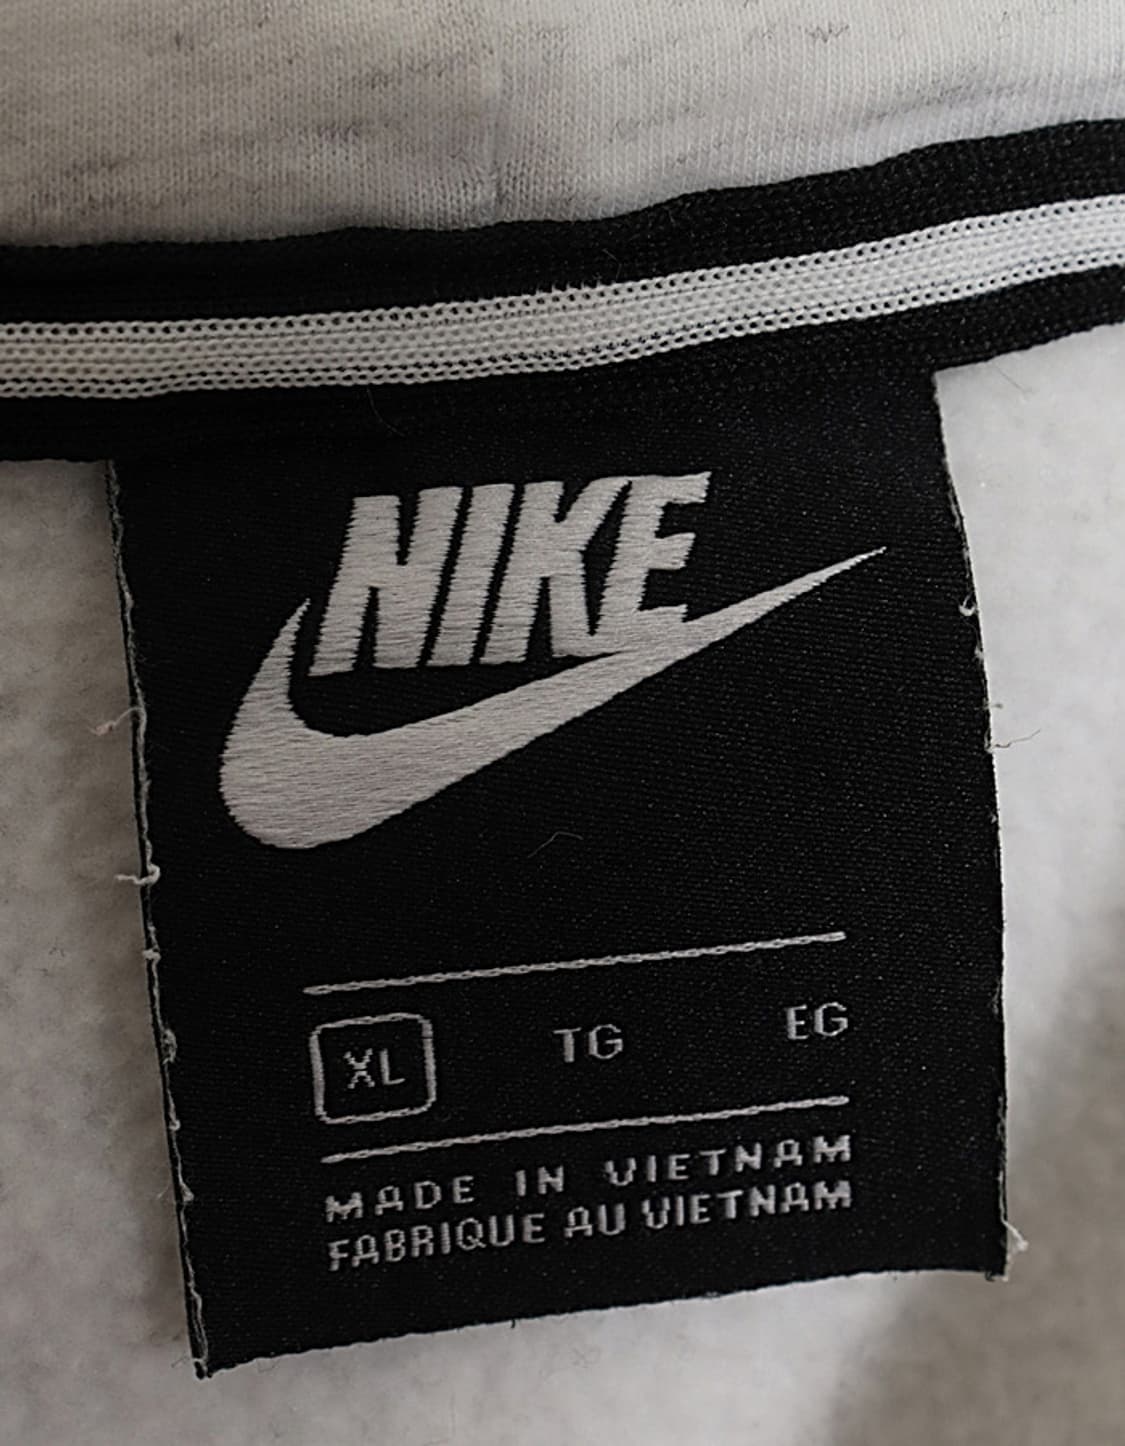 NIKE
XL TG EG
MADE IN VIETNAM
FABRIQUE AU VIETNAM